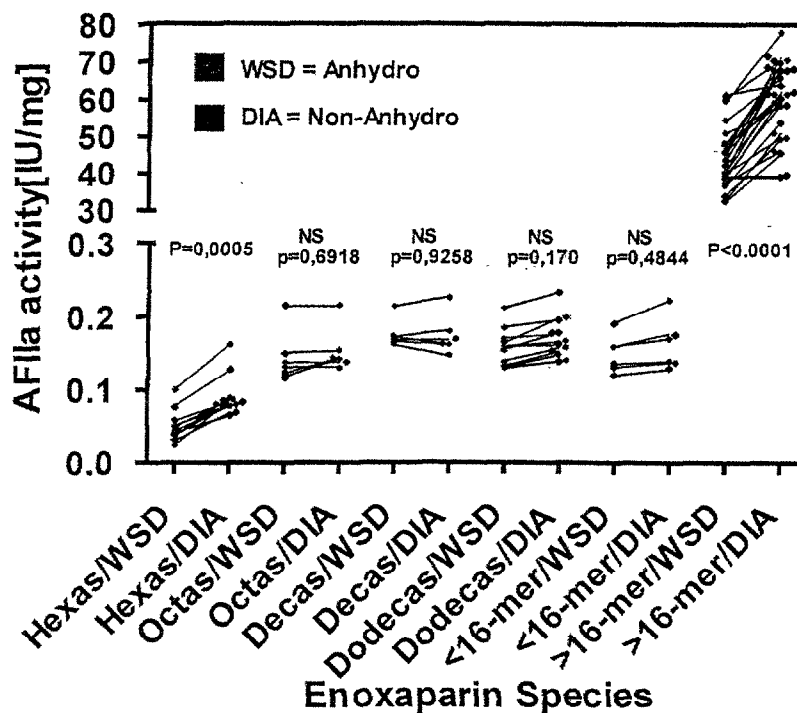 80
70
60
50
40
30
0.3
0.2
0.1
0.0
AFIIa activity[IU/mg]
WSD = Anhydro
DIA = Non-Anhydro
P=0,0005
NS
p=0,6918
NS
p=0,9258
NS
p=0,170
NS
p=0,4844
P<0.0001
Hexas/WSD
Hexas/DIA
Octas/WSD
Octas/DIA
Decas/WSD
Decas/DIA
Dodecas/WSD
Dodecas/DIA
<16-mer/WSD
<16-mer/DIA
>16-mer/WSD
>16-mer/DIA
Enoxaparin Species